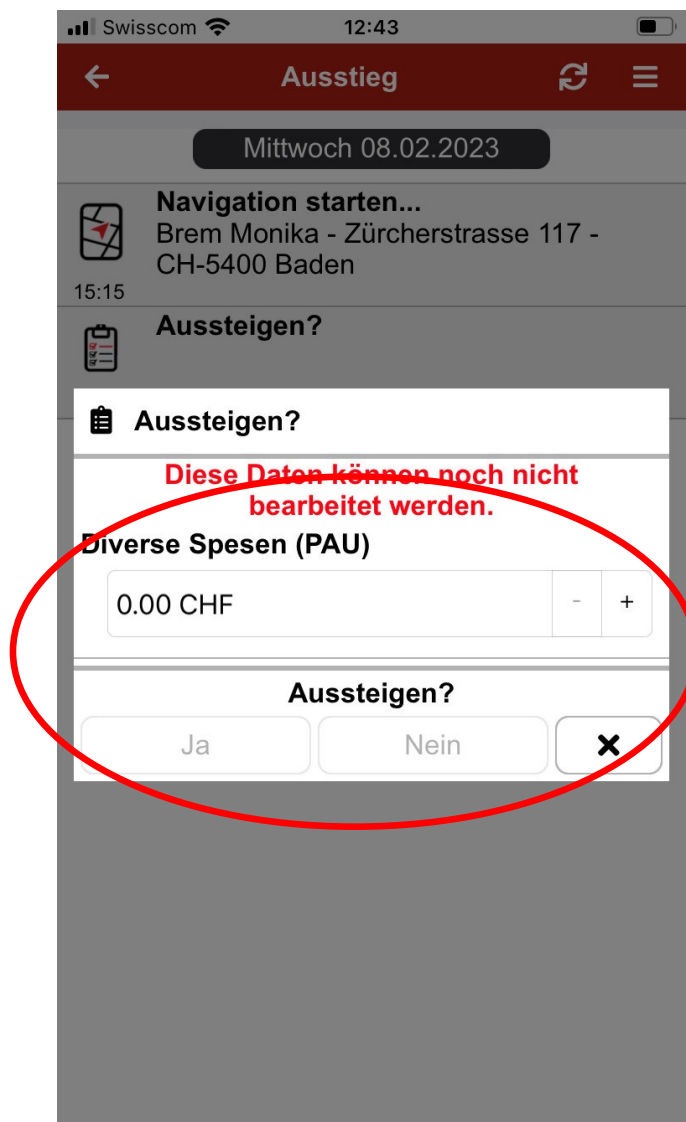 Swisscom 12:43
Ausstieg
Mittwoch 08.02.2023
Navigation starten...
Brem Monika - Zürcherstrasse 117 -
CH-5400 Baden
15:15
Aussteigen?
Aussteigen?
Diese Daten können noch nicht
bearbeitet werden.
Diverse Spesen (PAU)
0.00 CHF - +
Aussteigen?
Ja Nein